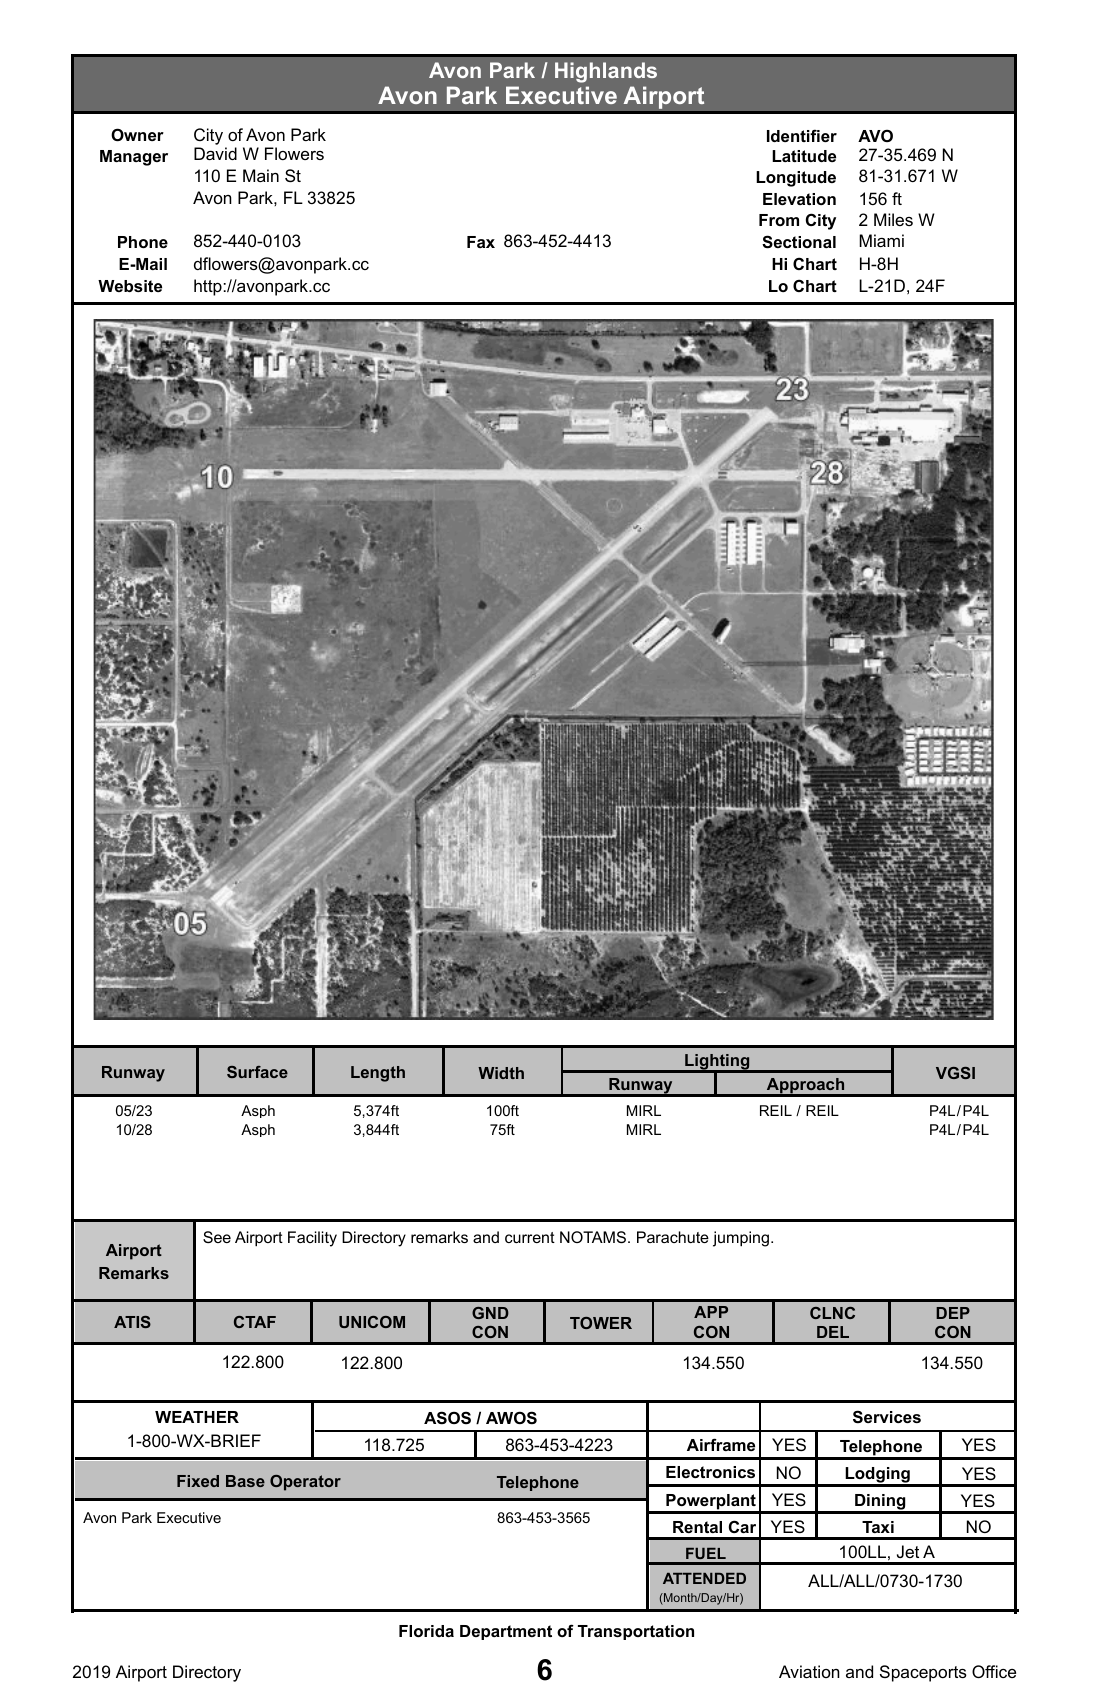 Avon Park / Highlands
Avon Park Executive Airport
Owner City of Avon Park
Manager David W Flowers
110 E Main St
Avon Park, FL 33825
Phone 852-440-0103 Fax 863-452-4413
E-Mail dflowers@avonpark.cc
Website http://avonpark.cc
Identifier AVO
Latitude 27-35.469 N
Longitude 81-31.671 W
Elevation 156 ft
From City 2 Miles W
Sectional Miami
Hi Chart H-8H
Lo Chart L-21D, 24F
23
10
28
05
Runway Surface Length Width Lighting VGSI
Runway Approach
05/23 Asph 5,374ft 100ft MIRL REIL / REIL P4L/P4L
10/28 Asph 3,844ft 75ft MIRL P4L/P4L
Airport Remarks
See Airport Facility Directory remarks and current NOTAMS. Parachute jumping.
ATIS CTAF UNICOM GND CON TOWER APP CON CLNC DEL DEP CON
122.800 122.800 134.550 134.550
WEATHER
1-800-WX-BRIEF
ASOS / AWOS
118.725 863-453-4223
Fixed Base Operator Telephone
Avon Park Executive 863-453-3565
Services
Airframe YES Telephone YES
Electronics NO Lodging YES
Powerplant YES Dining YES
Rental Car YES Taxi NO
FUEL 100LL, Jet A
ATTENDED ALL/ALL/0730-1730
(Month/Day/Hr)
Florida Department of Transportation
2019 Airport Directory 6 Aviation and Spaceports Office